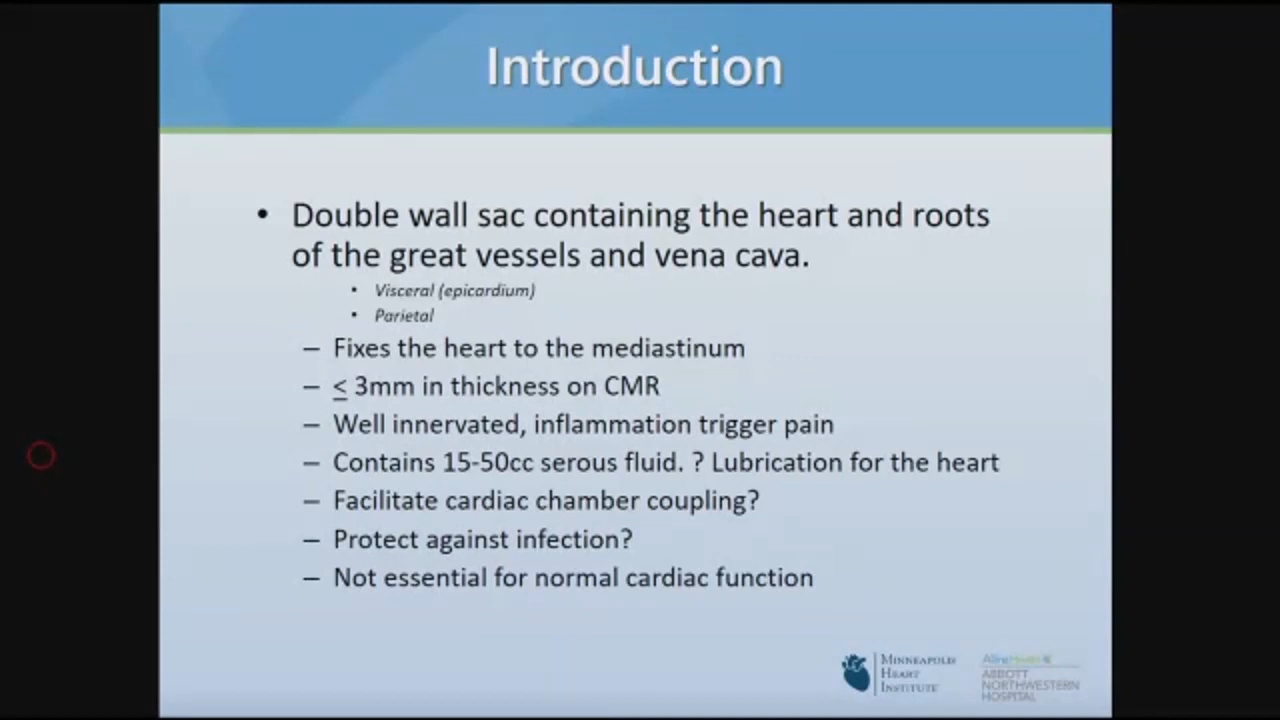 Introduction
• Double wall sac containing the heart and roots
of the great vessels and vena cava.
• Visceral (epicardium)
• Parietal
– Fixes the heart to the mediastinum
– ≤ 3mm in thickness on CMR
– Well innervated, inflammation trigger pain
– Contains 15-50cc serous fluid. ? Lubrication for the heart
– Facilitate cardiac chamber coupling?
– Protect against infection?
– Not essential for normal cardiac function
MINNEAPOLIS
HEART
INSTITUTE
AllinaHealth
ABBOTT
NORTHWESTERN
HOSPITAL